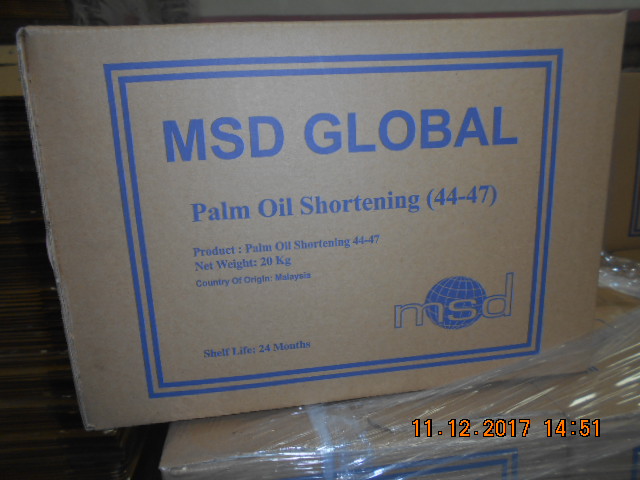 MSD GLOBAL
Palm Oil Shortening (44-47)
Product : Palm Oil Shortening 44-47
Net Weight: 20 Kg
Country Of Origin: Malaysia
msd
Shelf Life: 24 Months
11.12.2017 14:51